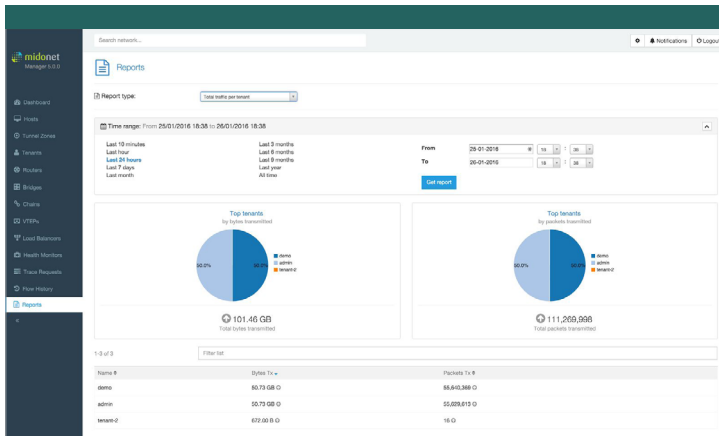 midonet
Manager 5.0.0
Search network...
Notifications
Logout
Dashboard
Hosts
Tunnel Zones
Tenants
Routers
Bridges
Chains
VTEPs
Load Balancers
Health Monitors
Trace Requests
Flow History
Reports
«
Reports
Report type:
Total traffic per tenant
Time range: From 25/01/2016 18:38 to 26/01/2016 18:38
Last 10 minutes
Last hour
Last 24 hours
Last 7 days
Last month
Last 3 months
Last 6 months
Last 9 months
Last year
All time
From 25-01-2016 18 : 38
To 26-01-2016 18 : 38
Get report
Top tenants
by bytes transmitted
50.0% 50.0%
demo
admin
tenant-2
101.46 GB
Total bytes transmitted
Top tenants
by packets transmitted
50.0% 50.0%
demo
admin
tenant-2
111,269,998
Total packets transmitted
1-3 of 3 Filter list
Name Bytes Tx Packets Tx
demo 50.73 GB 55,640,369
admin 50.73 GB 55,629,613
tenant-2 672.00 B 16